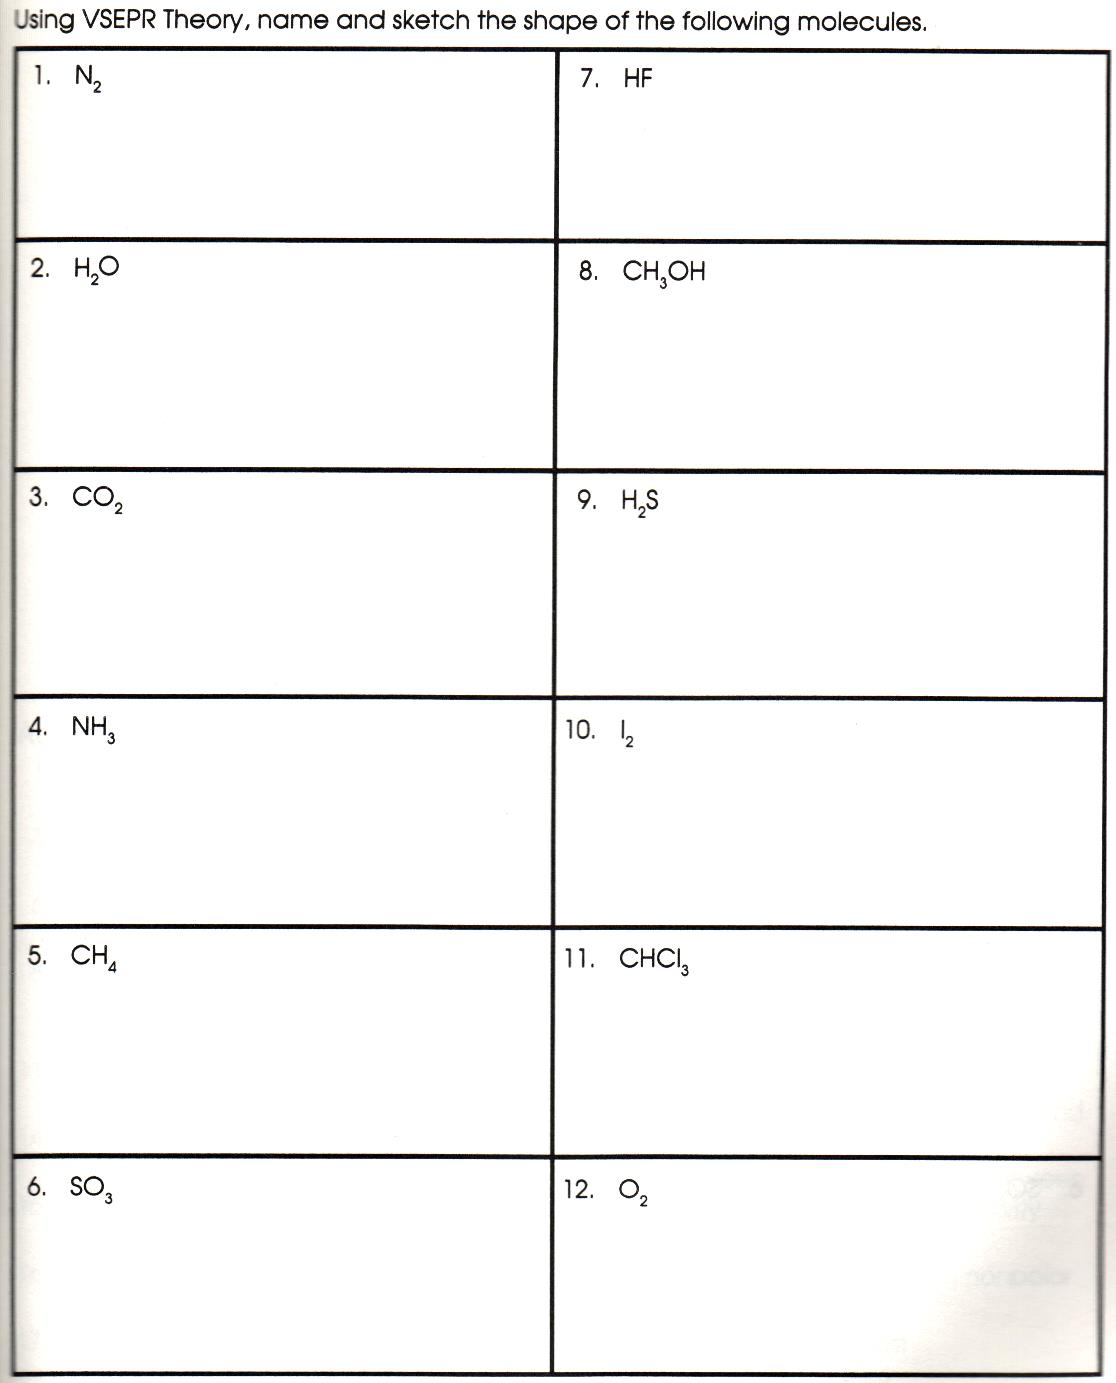 Using VSEPR Theory, name and sketch the shape of the following molecules.
1. N₂
7. HF
2. H₂O
8. CH₃OH
3. CO₂
9. H₂S
4. NH₃
10. I₂
5. CH₄
11. CHCl₃
6. SO₃
12. O₂